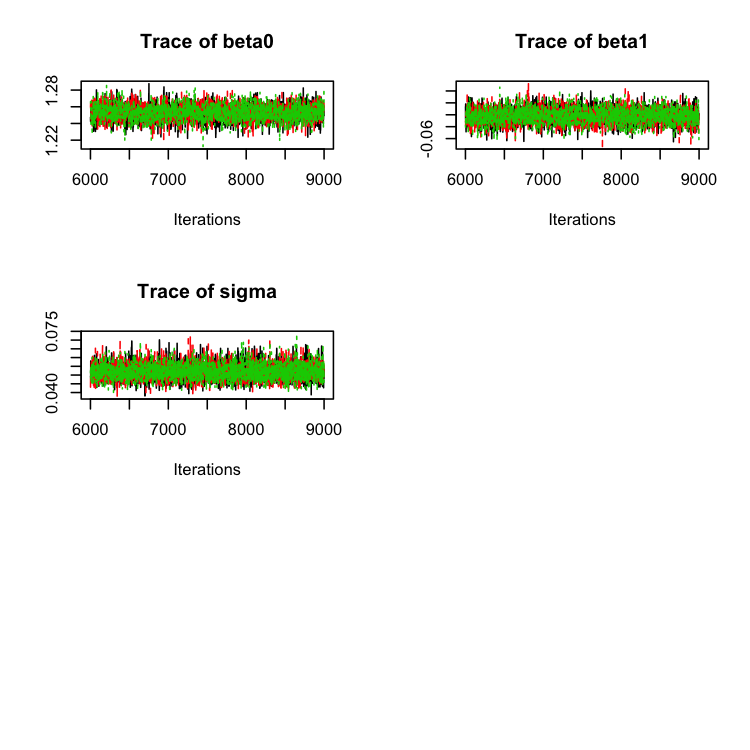 Trace of beta0
1.28
1.22
6000 7000 8000 9000
Iterations
Trace of beta1
-0.06
6000 7000 8000 9000
Iterations
Trace of sigma
0.075
0.040
6000 7000 8000 9000
Iterations